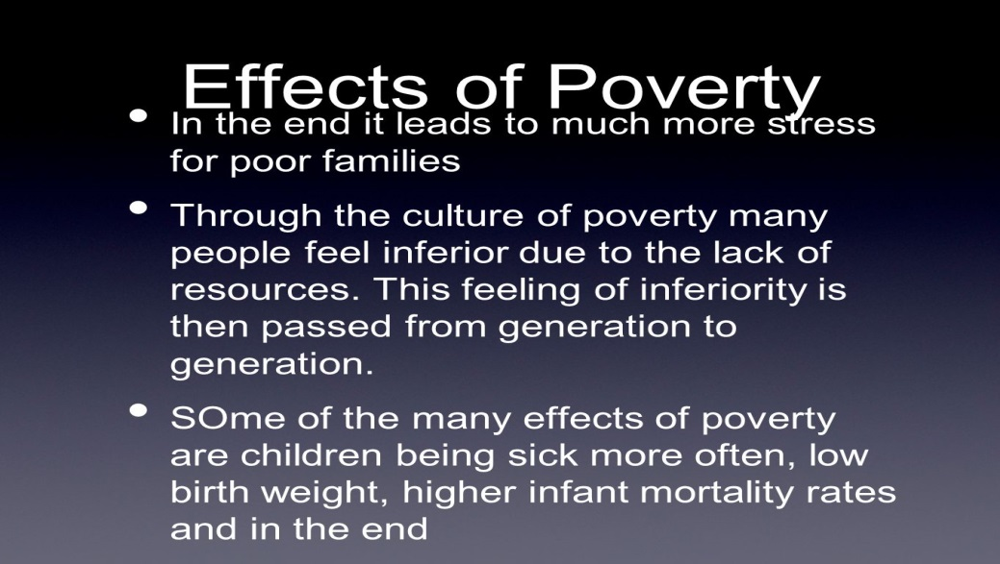 Effects of Poverty
In the end it leads to much more stress
for poor families
Through the culture of poverty many
people feel inferior due to the lack of
resources. This feeling of inferiority is
then passed from generation to
generation.
SOme of the many effects of poverty
are children being sick more often, low
birth weight, higher infant mortality rates
and in the end